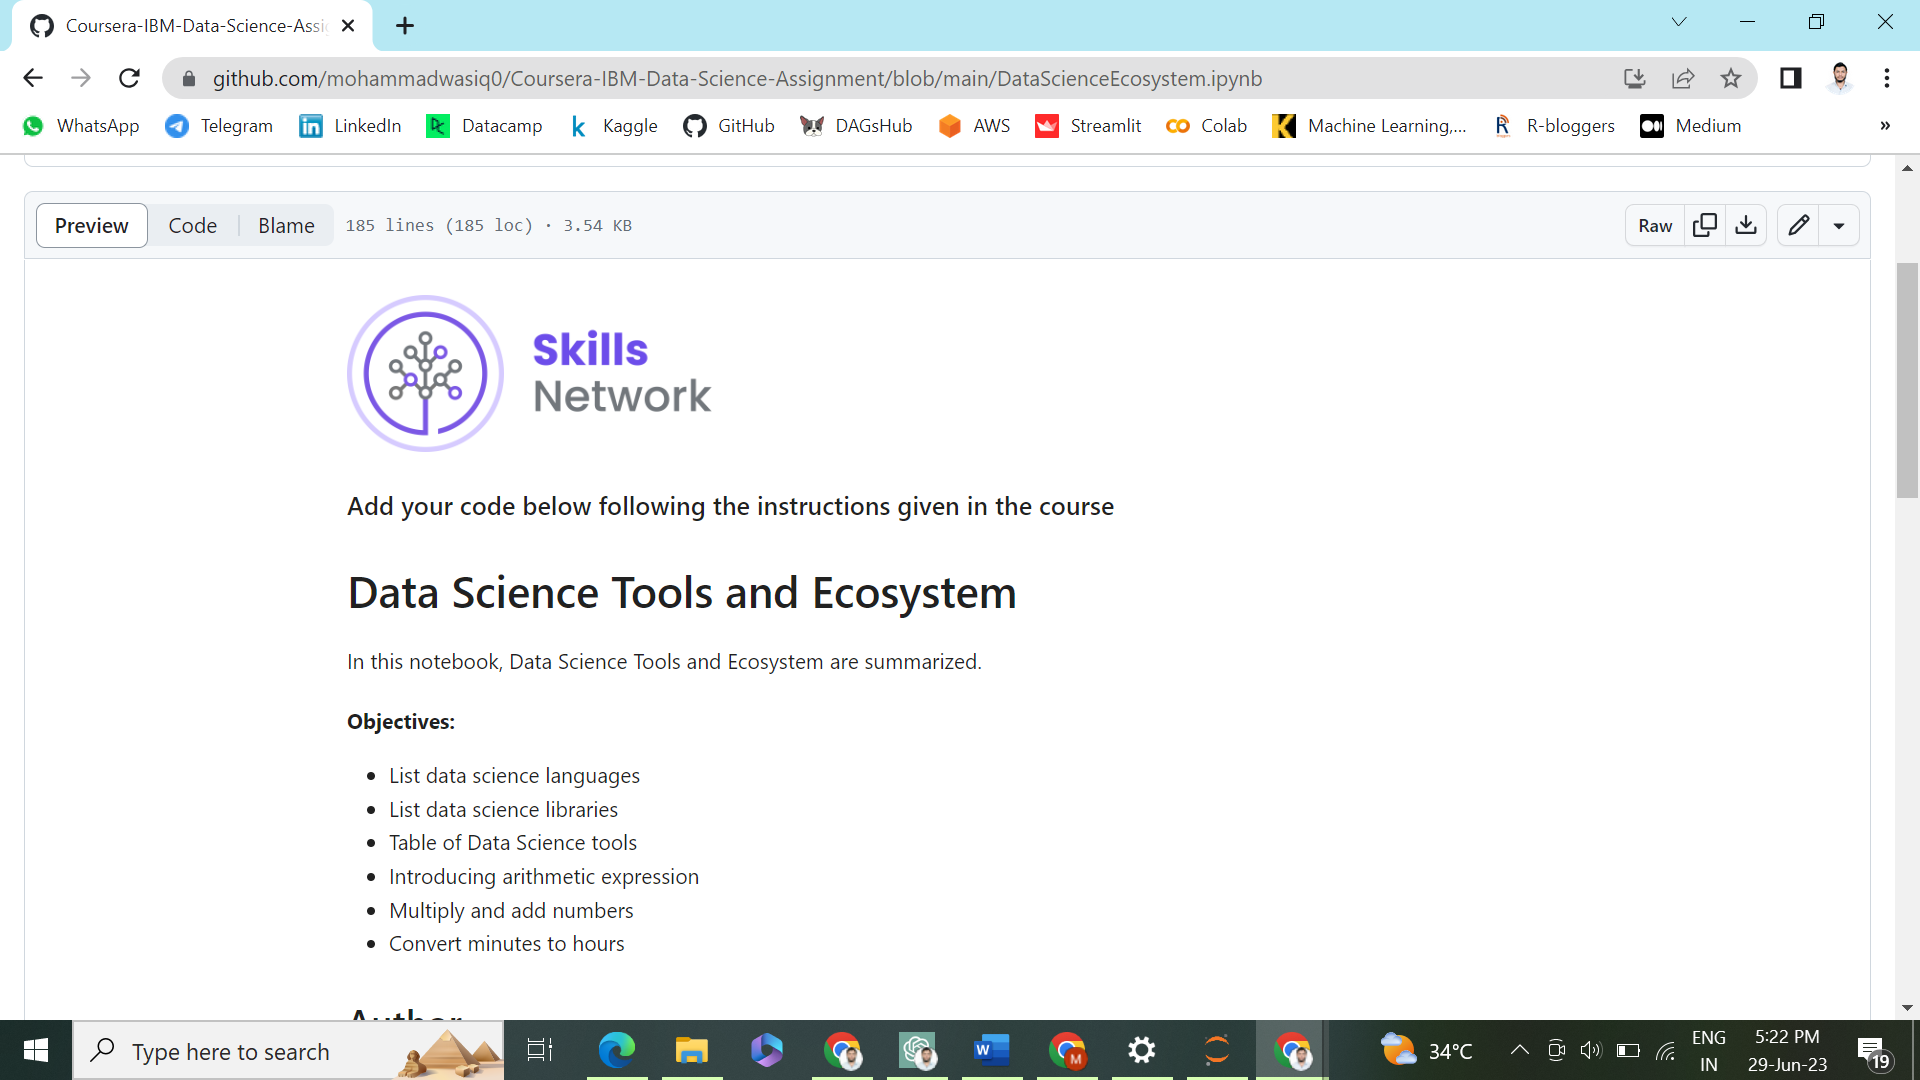 Coursera-IBM-Data-Science-Assi
github.com/mohammadwasiq0/Coursera-IBM-Data-Science-Assignment/blob/main/DataScienceEcosystem.ipynb
WhatsApp Telegram LinkedIn Datacamp Kaggle GitHub DAGsHub AWS Streamlit Colab Machine Learning,... R-bloggers Medium »
Preview Code Blame 185 lines (185 loc) · 3.54 KB Raw
Skills
Network
Add your code below following the instructions given in the course
Data Science Tools and Ecosystem
In this notebook, Data Science Tools and Ecosystem are summarized.
Objectives:
• List data science languages
• List data science libraries
• Table of Data Science tools
• Introducing arithmetic expression
• Multiply and add numbers
• Convert minutes to hours
Author
Type here to search
34°C
ENG
IN
5:22 PM
29-Jun-23
19